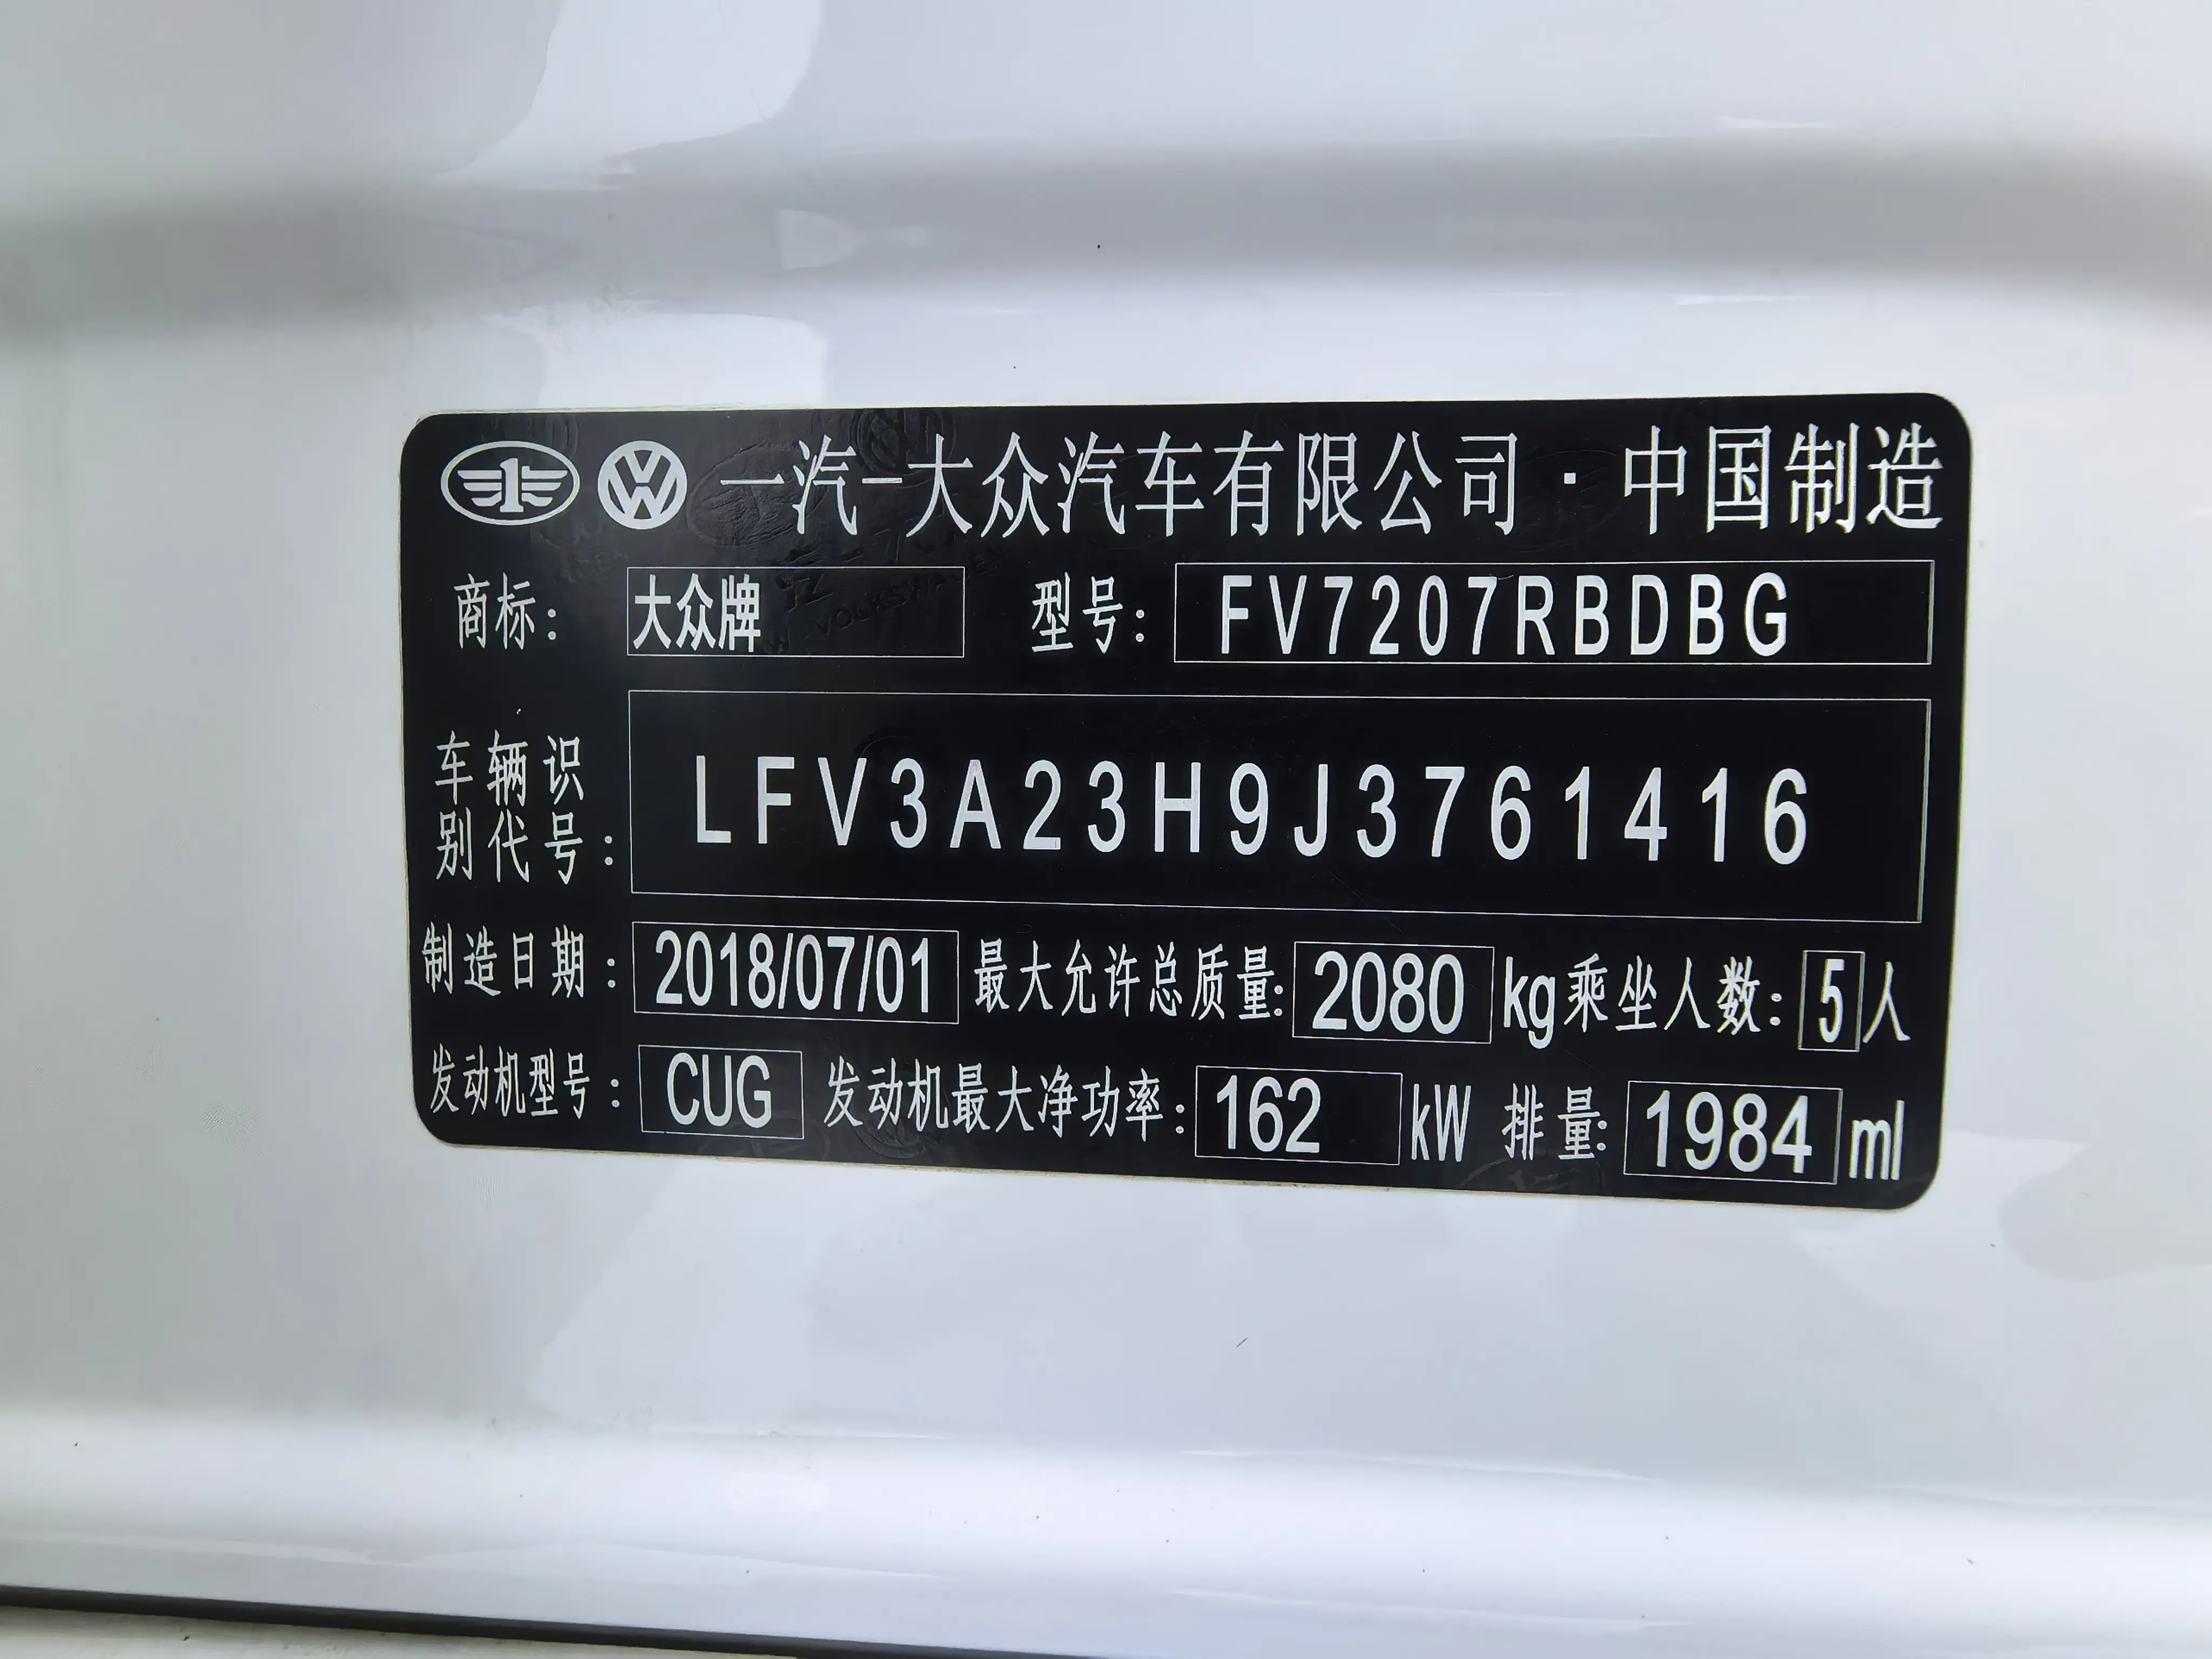 一汽-大众汽车有限公司·中国制造
商标: 大众牌 型号: FV7207RBDBG
车辆识别代号: LFV3A23H9J3761416
制造日期: 2018/07/01 最大允许总质量: 2080 kg 乘坐人数: 5 人
发动机型号: CUG 发动机最大净功率: 162 kW 排量: 1984 ml